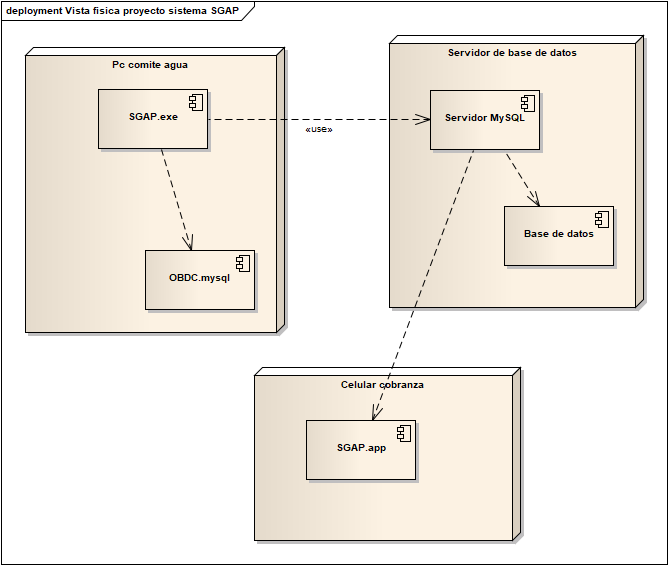 deployment Vista fisica proyecto sistema SGAP
Pc comite agua
SGAP.exe
OBDC.mysql
«use»
Servidor de base de datos
Servidor MySQL
Base de datos
Celular cobranza
SGAP.app